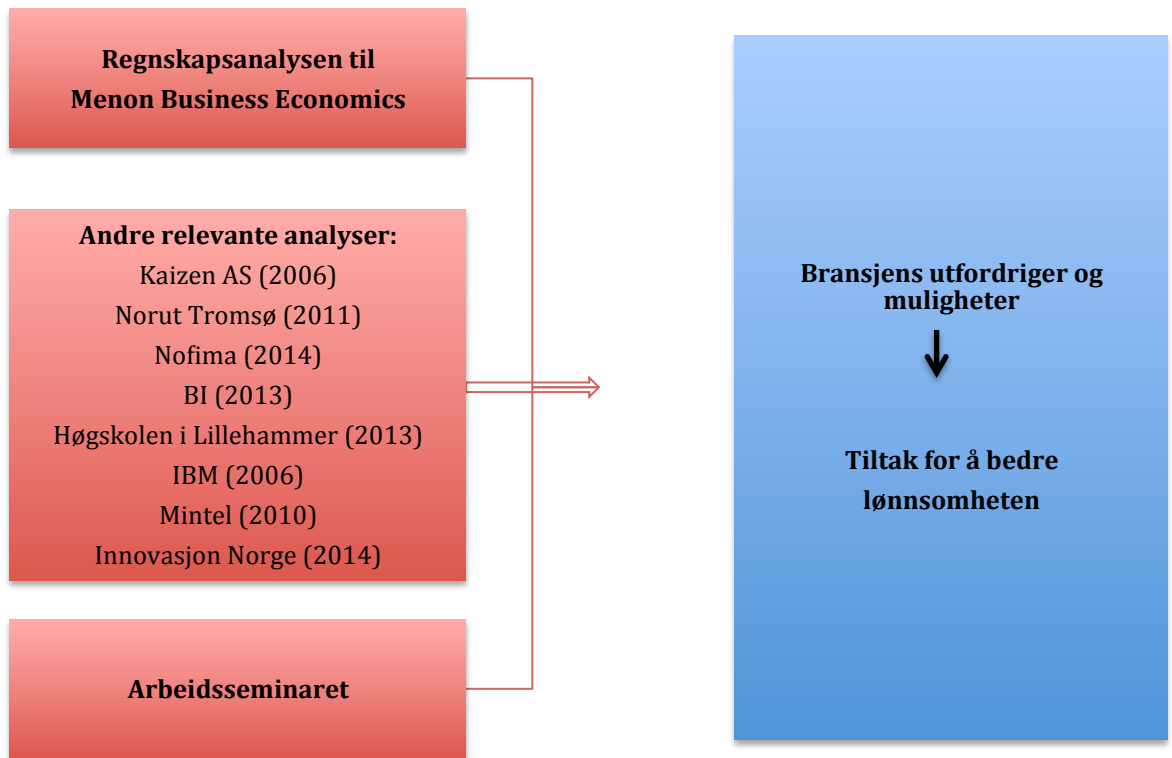 Regnskapsanalysen til
Menon Business Economics
Andre relevante analyser:
Kaizen AS (2006)
Norut Tromsø (2011)
Nofima (2014)
BI (2013)
Høgskolen i Lillehammer (2013)
IBM (2006)
Mintel (2010)
Innovasjon Norge (2014)
Arbeidsseminaret
Bransjens utfordriger og
muligheter
Tiltak for å bedre
lønnsomheten